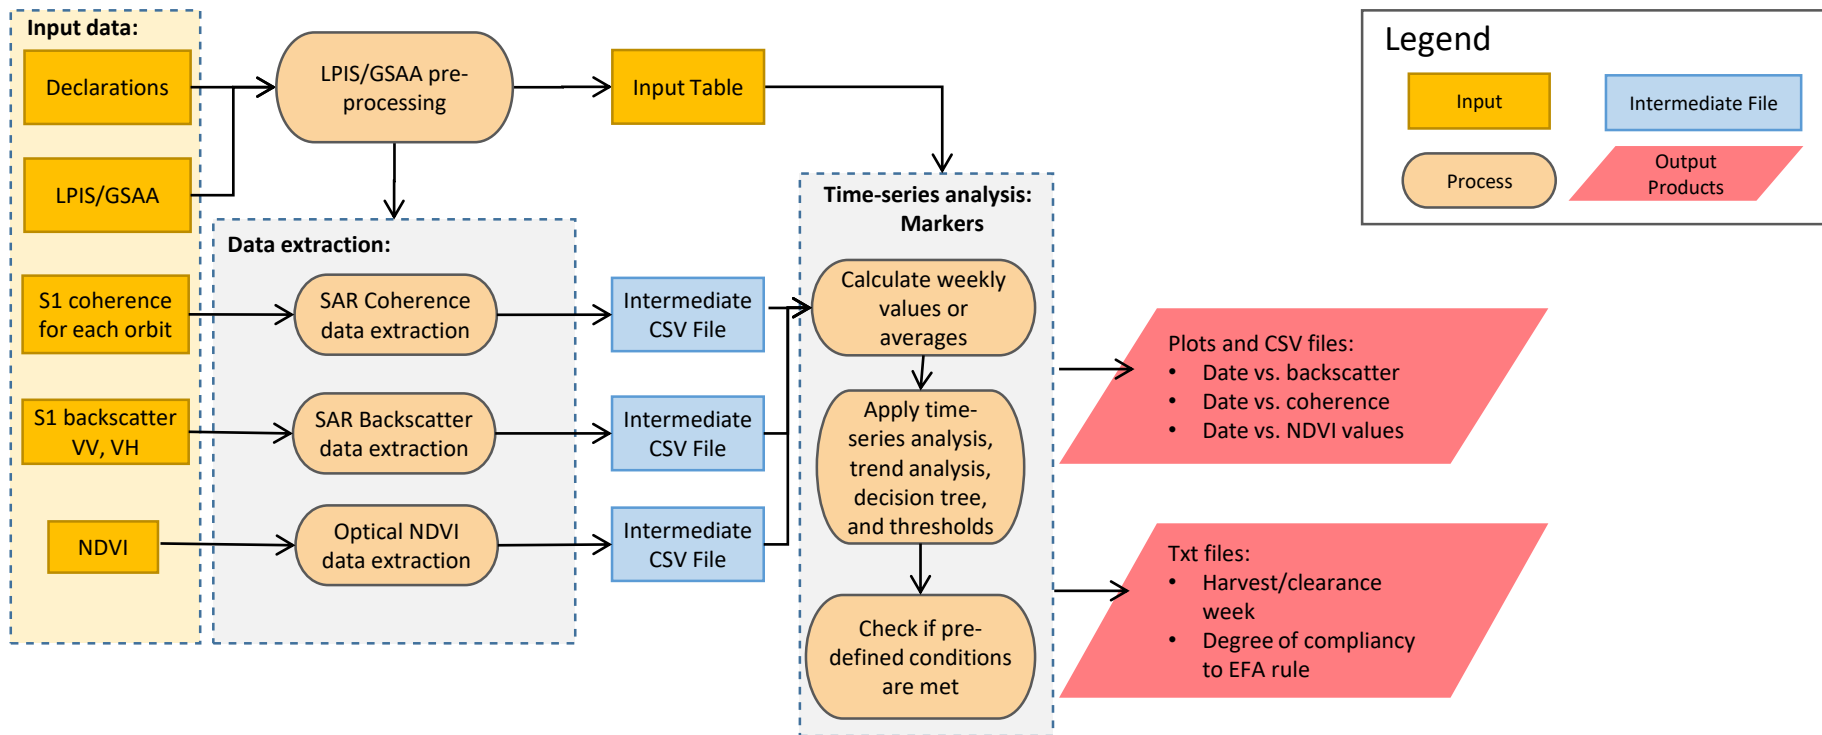 Input data:
Declarations
LPIS/GSAA
S1 coherence
for each orbit
S1 backscatter
VV, VH
NDVI
LPIS/GSAA pre-
processing
Input Table
Data extraction:
SAR Coherence
data extraction
SAR Backscatter
data extraction
Optical NDVI
data extraction
Intermediate
CSV File
Intermediate
CSV File
Intermediate
CSV File
Time-series analysis:
Markers
Calculate weekly
values or
averages
Apply time-
series analysis,
trend analysis,
decision tree,
and thresholds
Check if pre-
defined conditions
are met
Plots and CSV files:
• Date vs. backscatter
• Date vs. coherence
• Date vs. NDVI values
Txt files:
• Harvest/clearance
week
• Degree of compliancy
to EFA rule
Legend
Input
Intermediate File
Process
Output
Products